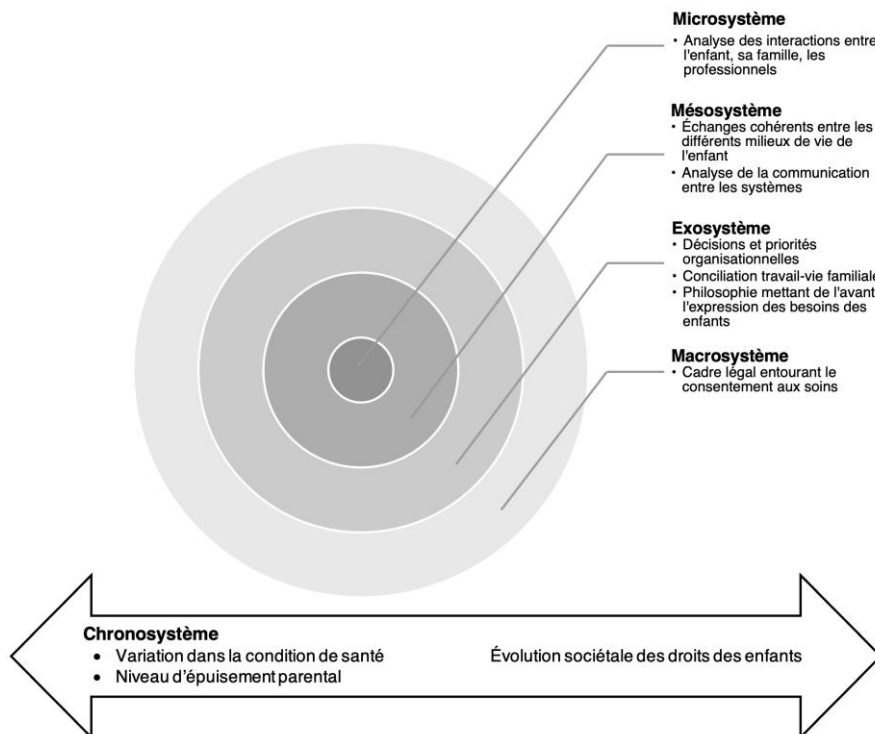 Microsystème
• Analyse des interactions entre
l'enfant, sa famille, les
professionnels
Mésosystème
• Échanges cohérents entre les
différents milieux de vie de
l'enfant
• Analyse de la communication
entre les systèmes
Exosystème
• Décisions et priorités
organisationnelles
• Conciliation travail-vie familiale
• Philosophie mettant de l'avant
l'expression des besoins des
enfants
Macrosystème
• Cadre légal entourant le
consentement aux soins
Chronosystème
• Variation dans la condition de santé
• Niveau d'épuisement parental
Évolution sociétale des droits des enfants